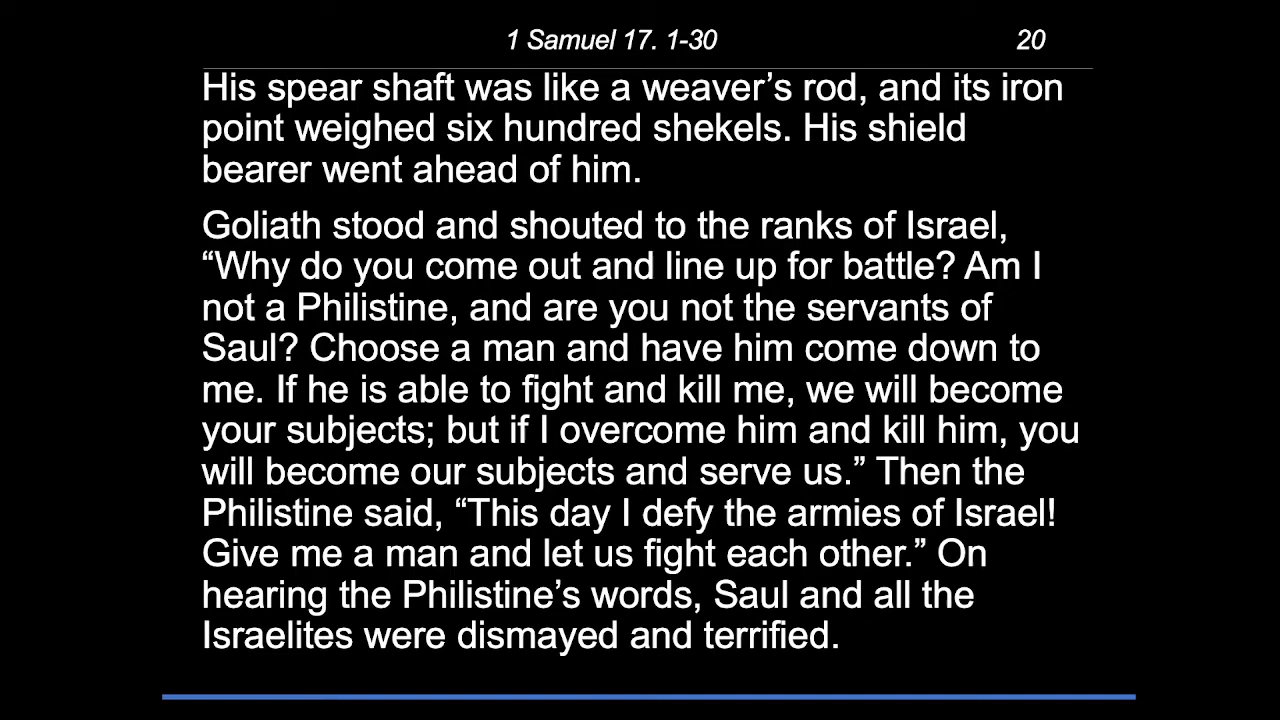 1 Samuel 17. 1-30 20
His spear shaft was like a weaver’s rod, and its iron
point weighed six hundred shekels. His shield
bearer went ahead of him.
Goliath stood and shouted to the ranks of Israel,
“Why do you come out and line up for battle? Am I
not a Philistine, and are you not the servants of
Saul? Choose a man and have him come down to
me. If he is able to fight and kill me, we will become
your subjects; but if I overcome him and kill him, you
will become our subjects and serve us.” Then the
Philistine said, “This day I defy the armies of Israel!
Give me a man and let us fight each other.” On
hearing the Philistine’s words, Saul and all the
Israelites were dismayed and terrified.